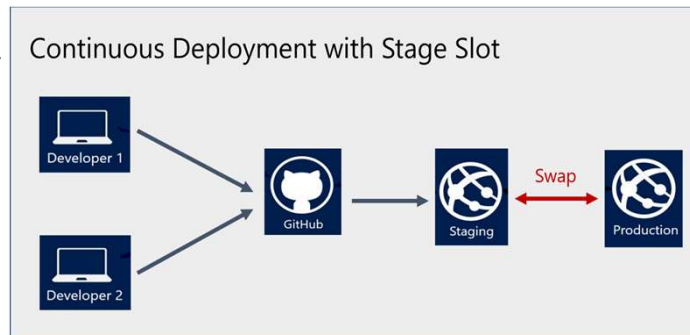 Continuous Deployment with Stage Slot
Developer 1
Developer 2
GitHub
Staging
Swap
Production